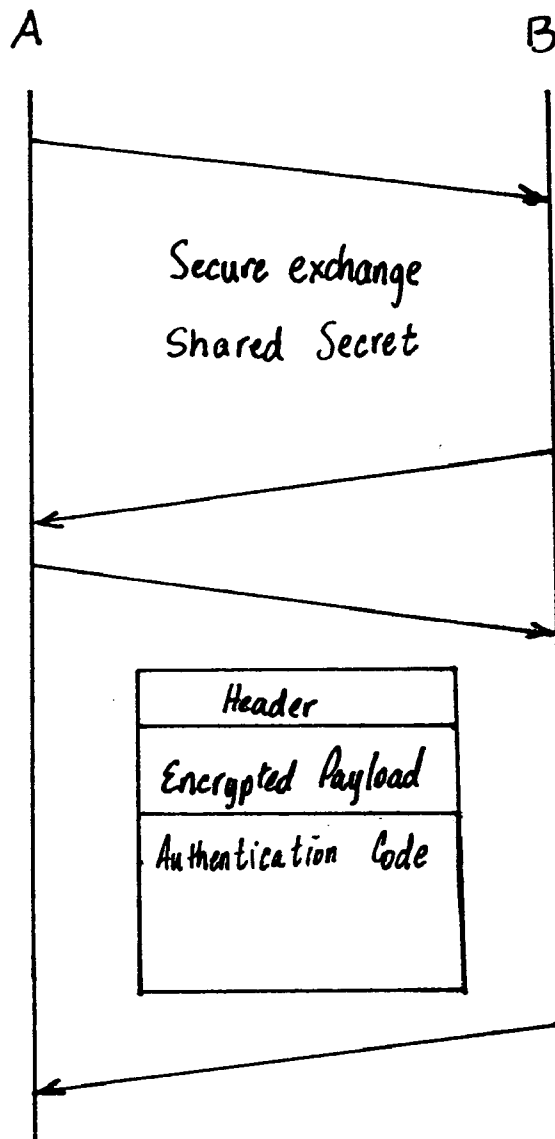 A B
Secure exchange
Shared Secret
Header
Encrypted Payload
Authentication Code